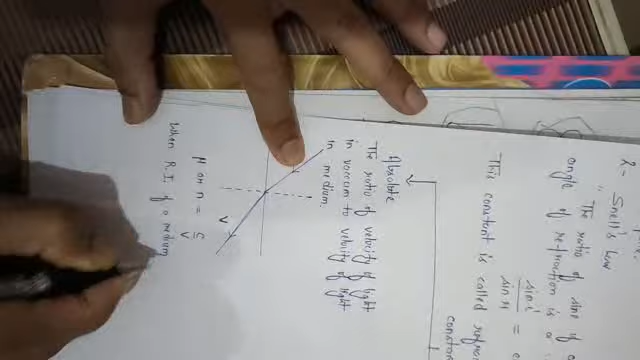 2- Snell's law
" The ratio of sine of
angle of refraction is a
sin i
sin r
=
This constant is called
constant
Absolute
The ratio of velocity of light
in vaccum to velocity of light
in medium.
V
μ or n = c
v
When R.I. of a medium